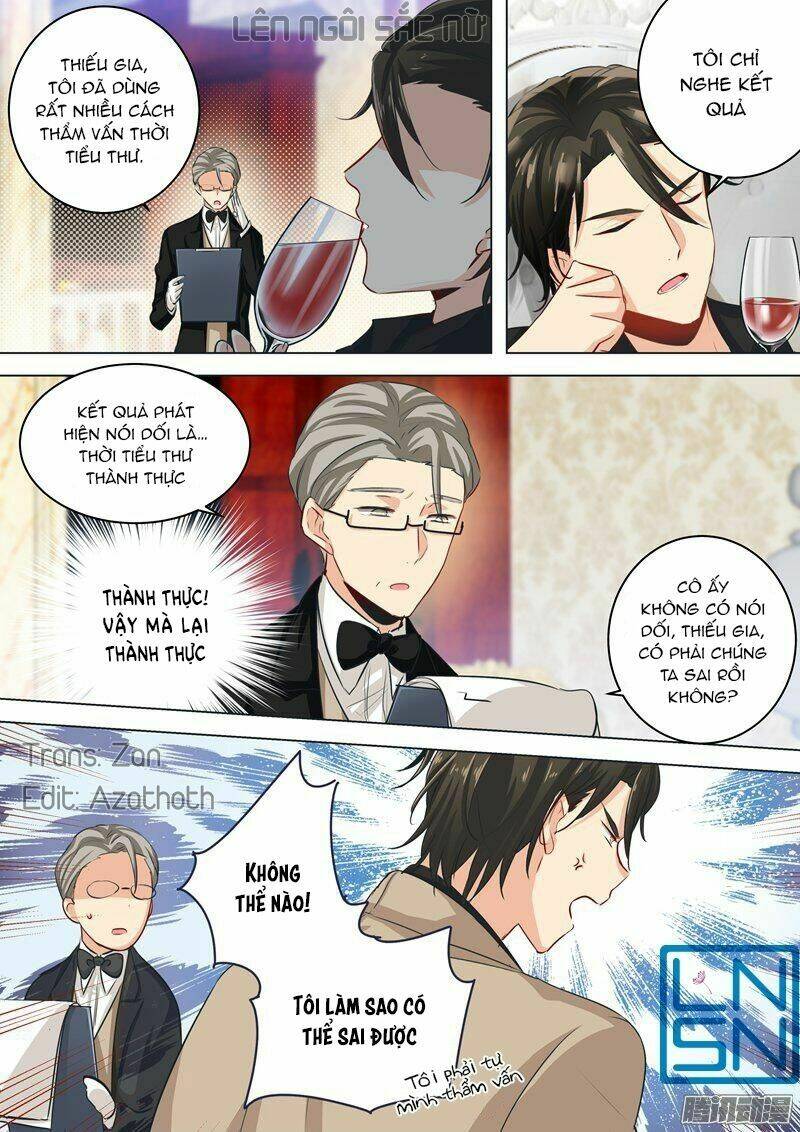 LÊN NGÔI SẮC NỮ
THIẾU GIA,
TÔI ĐÃ DÙNG
RẤT NHIỀU CÁCH
THẨM VẤN THỜI
TIỂU THƯ.
TÔI CHỈ
NGHE KẾT
QUẢ
KẾT QUẢ PHÁT
HIỆN NÓI DỐI LÀ...
THỜI TIỂU THƯ
THÀNH THỰC
THÀNH THỰC!
VẬY MÀ LẠI
THÀNH THỰC
CÔ ẤY
KHÔNG CÓ NÓI
DỐI, THIẾU GIA,
CÓ PHẢI CHÚNG
TA SAI RỒI
KHÔNG?
Trans: Zan
Edit: Azathoth
KHÔNG
THỂ NÀO!
TÔI LÀM SAO CÓ
THỂ SAI ĐƯỢC
Tôi phải tự
mình thẩm vấn
LN
SN
腾讯动漫